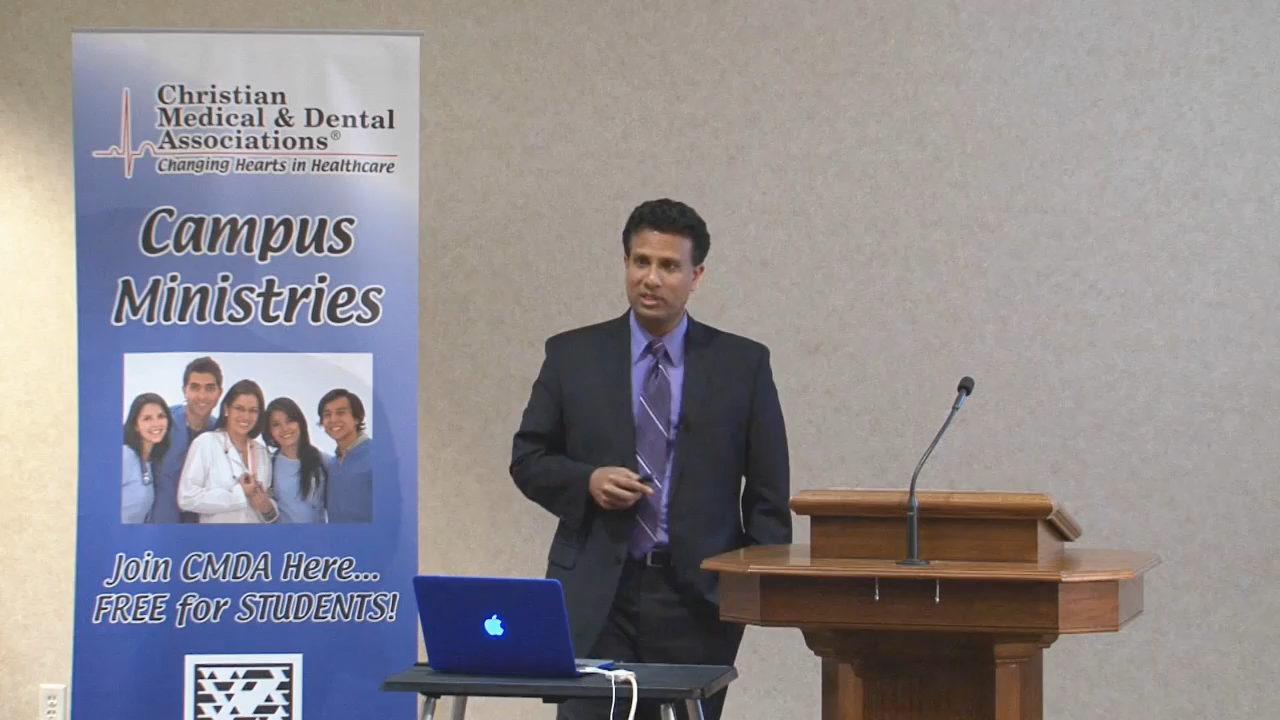 Christian
Medical & Dental
Associations®
Changing Hearts in Healthcare
Campus
Ministries
Join CMDA Here...
FREE for STUDENTS!